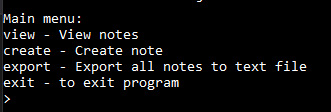 Main menu:
view - View notes
create - Create note
export - Export all notes to text file
exit - to exit program
>